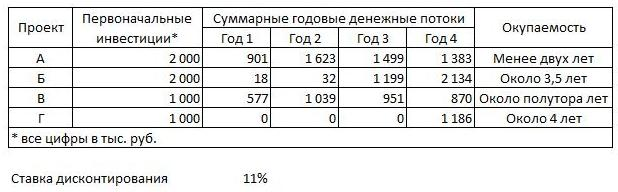 Проект Первоначальные инвестиции* Суммарные годовые денежные потоки Окупаемость
Год 1 Год 2 Год 3 Год 4
А 2 000 901 1 623 1 499 1 383 Менее двух лет
Б 2 000 18 32 1 199 2 134 Около 3,5 лет
В 1 000 577 1 039 951 870 Около полутора лет
Г 1 000 0 0 0 1 186 Около 4 лет
* все цифры в тыс. руб.
Ставка дисконтирования 11%